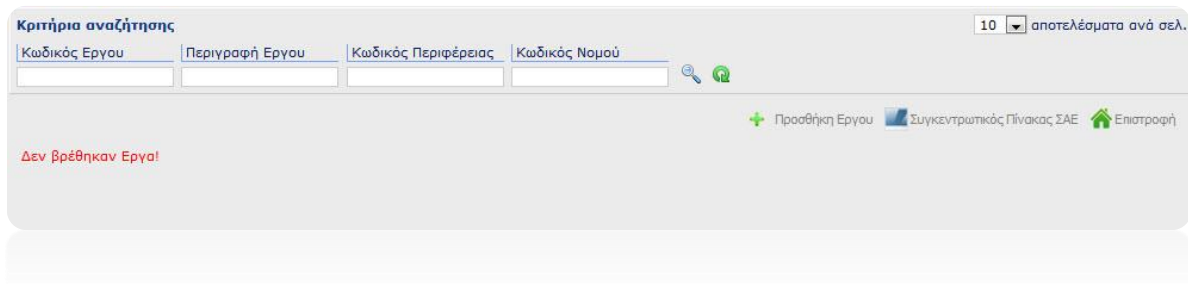 Κριτήρια αναζήτησης 10 αποτελέσματα ανά σελ.
Κωδικός Εργου Περιγραφή Εργου Κωδικός Περιφέρειας Κωδικός Νομού
Προσθήκη Εργου Συγκεντρωτικός Πίνακας ΣΑΕ Επιστροφή
Δεν βρέθηκαν Εργα!